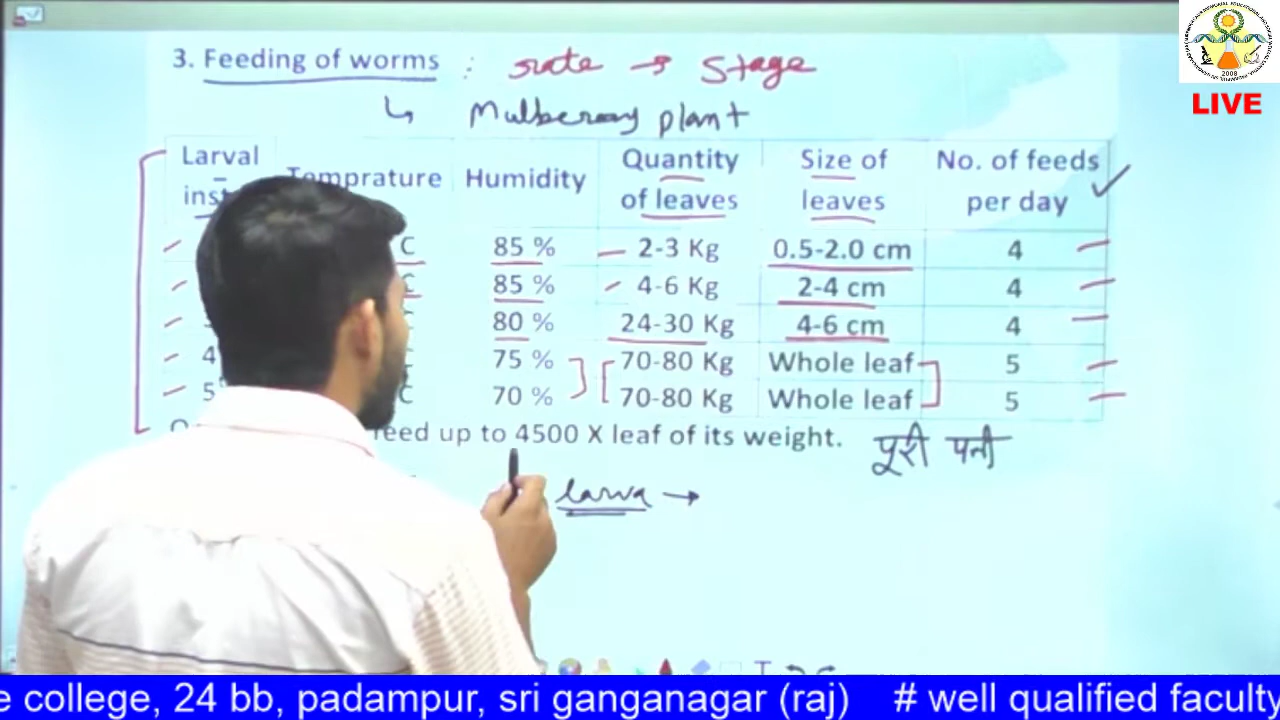 3. Feeding of worms : rate → Stage
↳ Mulberry plant
Larval Quantity Size of No. of feeds
Temprature Humidity of leaves leaves per day
C 85 % 2-3 Kg 0.5-2.0 cm 4
C 85 % 4-6 Kg 2-4 cm 4
80 % 24-30 Kg 4-6 cm 4
4 75 % 70-80 Kg Whole leaf 5
5 C 70 % 70-80 Kg Whole leaf 5
feed up to 4500 X leaf of its weight. पूरी पत्ती
larva →
2008
LIVE
e college, 24 bb, padampur, sri ganganagar (raj) # well qualified faculty